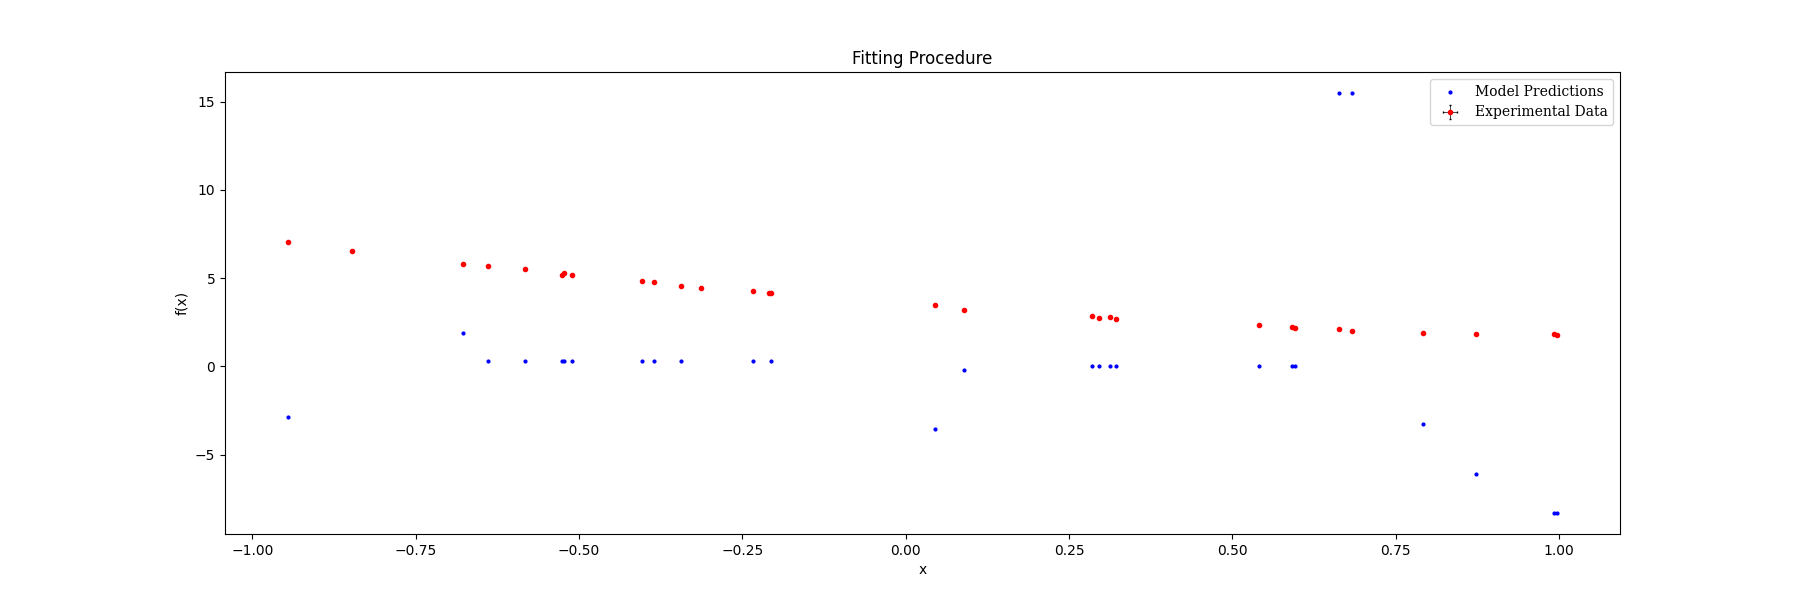 Fitting Procedure
Model Predictions
Experimental Data
15
10
5
0
−5
f(x)
−1.00 −0.75 −0.50 −0.25 0.00 0.25 0.50 0.75 1.00
x